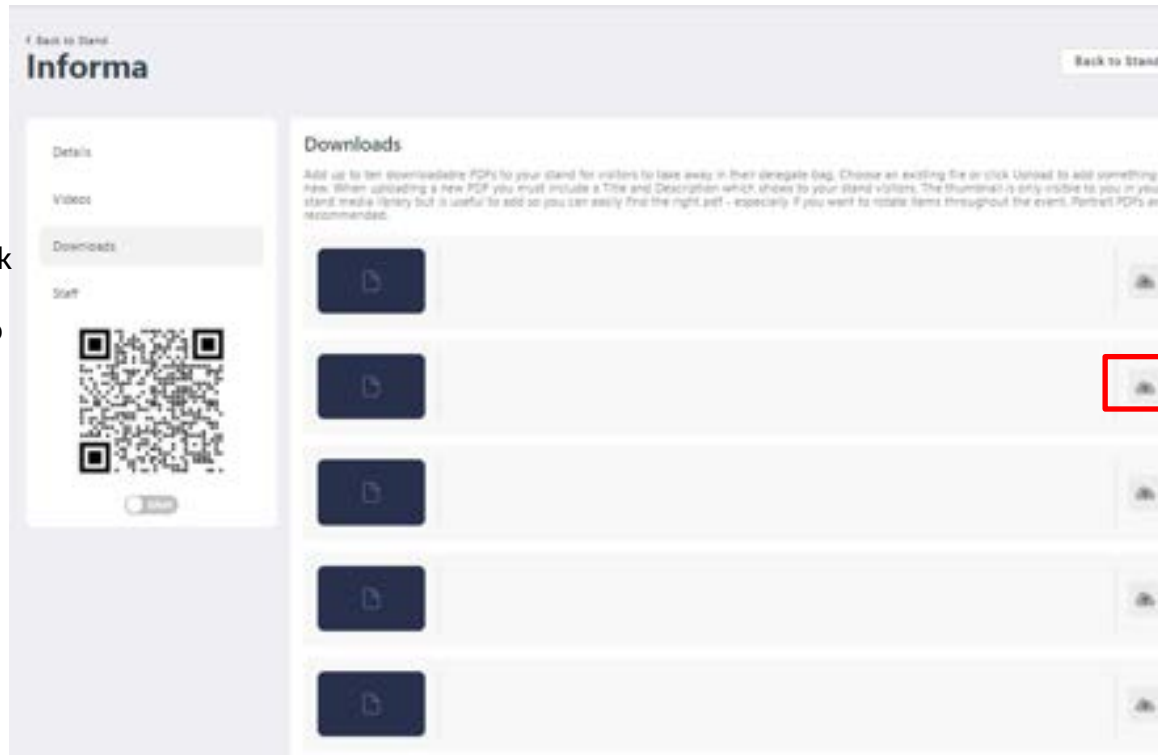 < Back to Stand
Informa
Back to Stand
Details
Videos
Downloads
Staff
k
Downloads
Add up to ten downloadable PDFs to your stand for visitors to take away in their delegate bag. Choose an existing file or click Upload to add something
new. When uploading a new PDF you must include a Title and Description which shows to your stand visitors. The thumbnail is only visible to you in your
stand media library but is useful to add so you can easily find the right pdf - especially if you want to rotate items throughout the event. Portrait PDFs are
recommended.